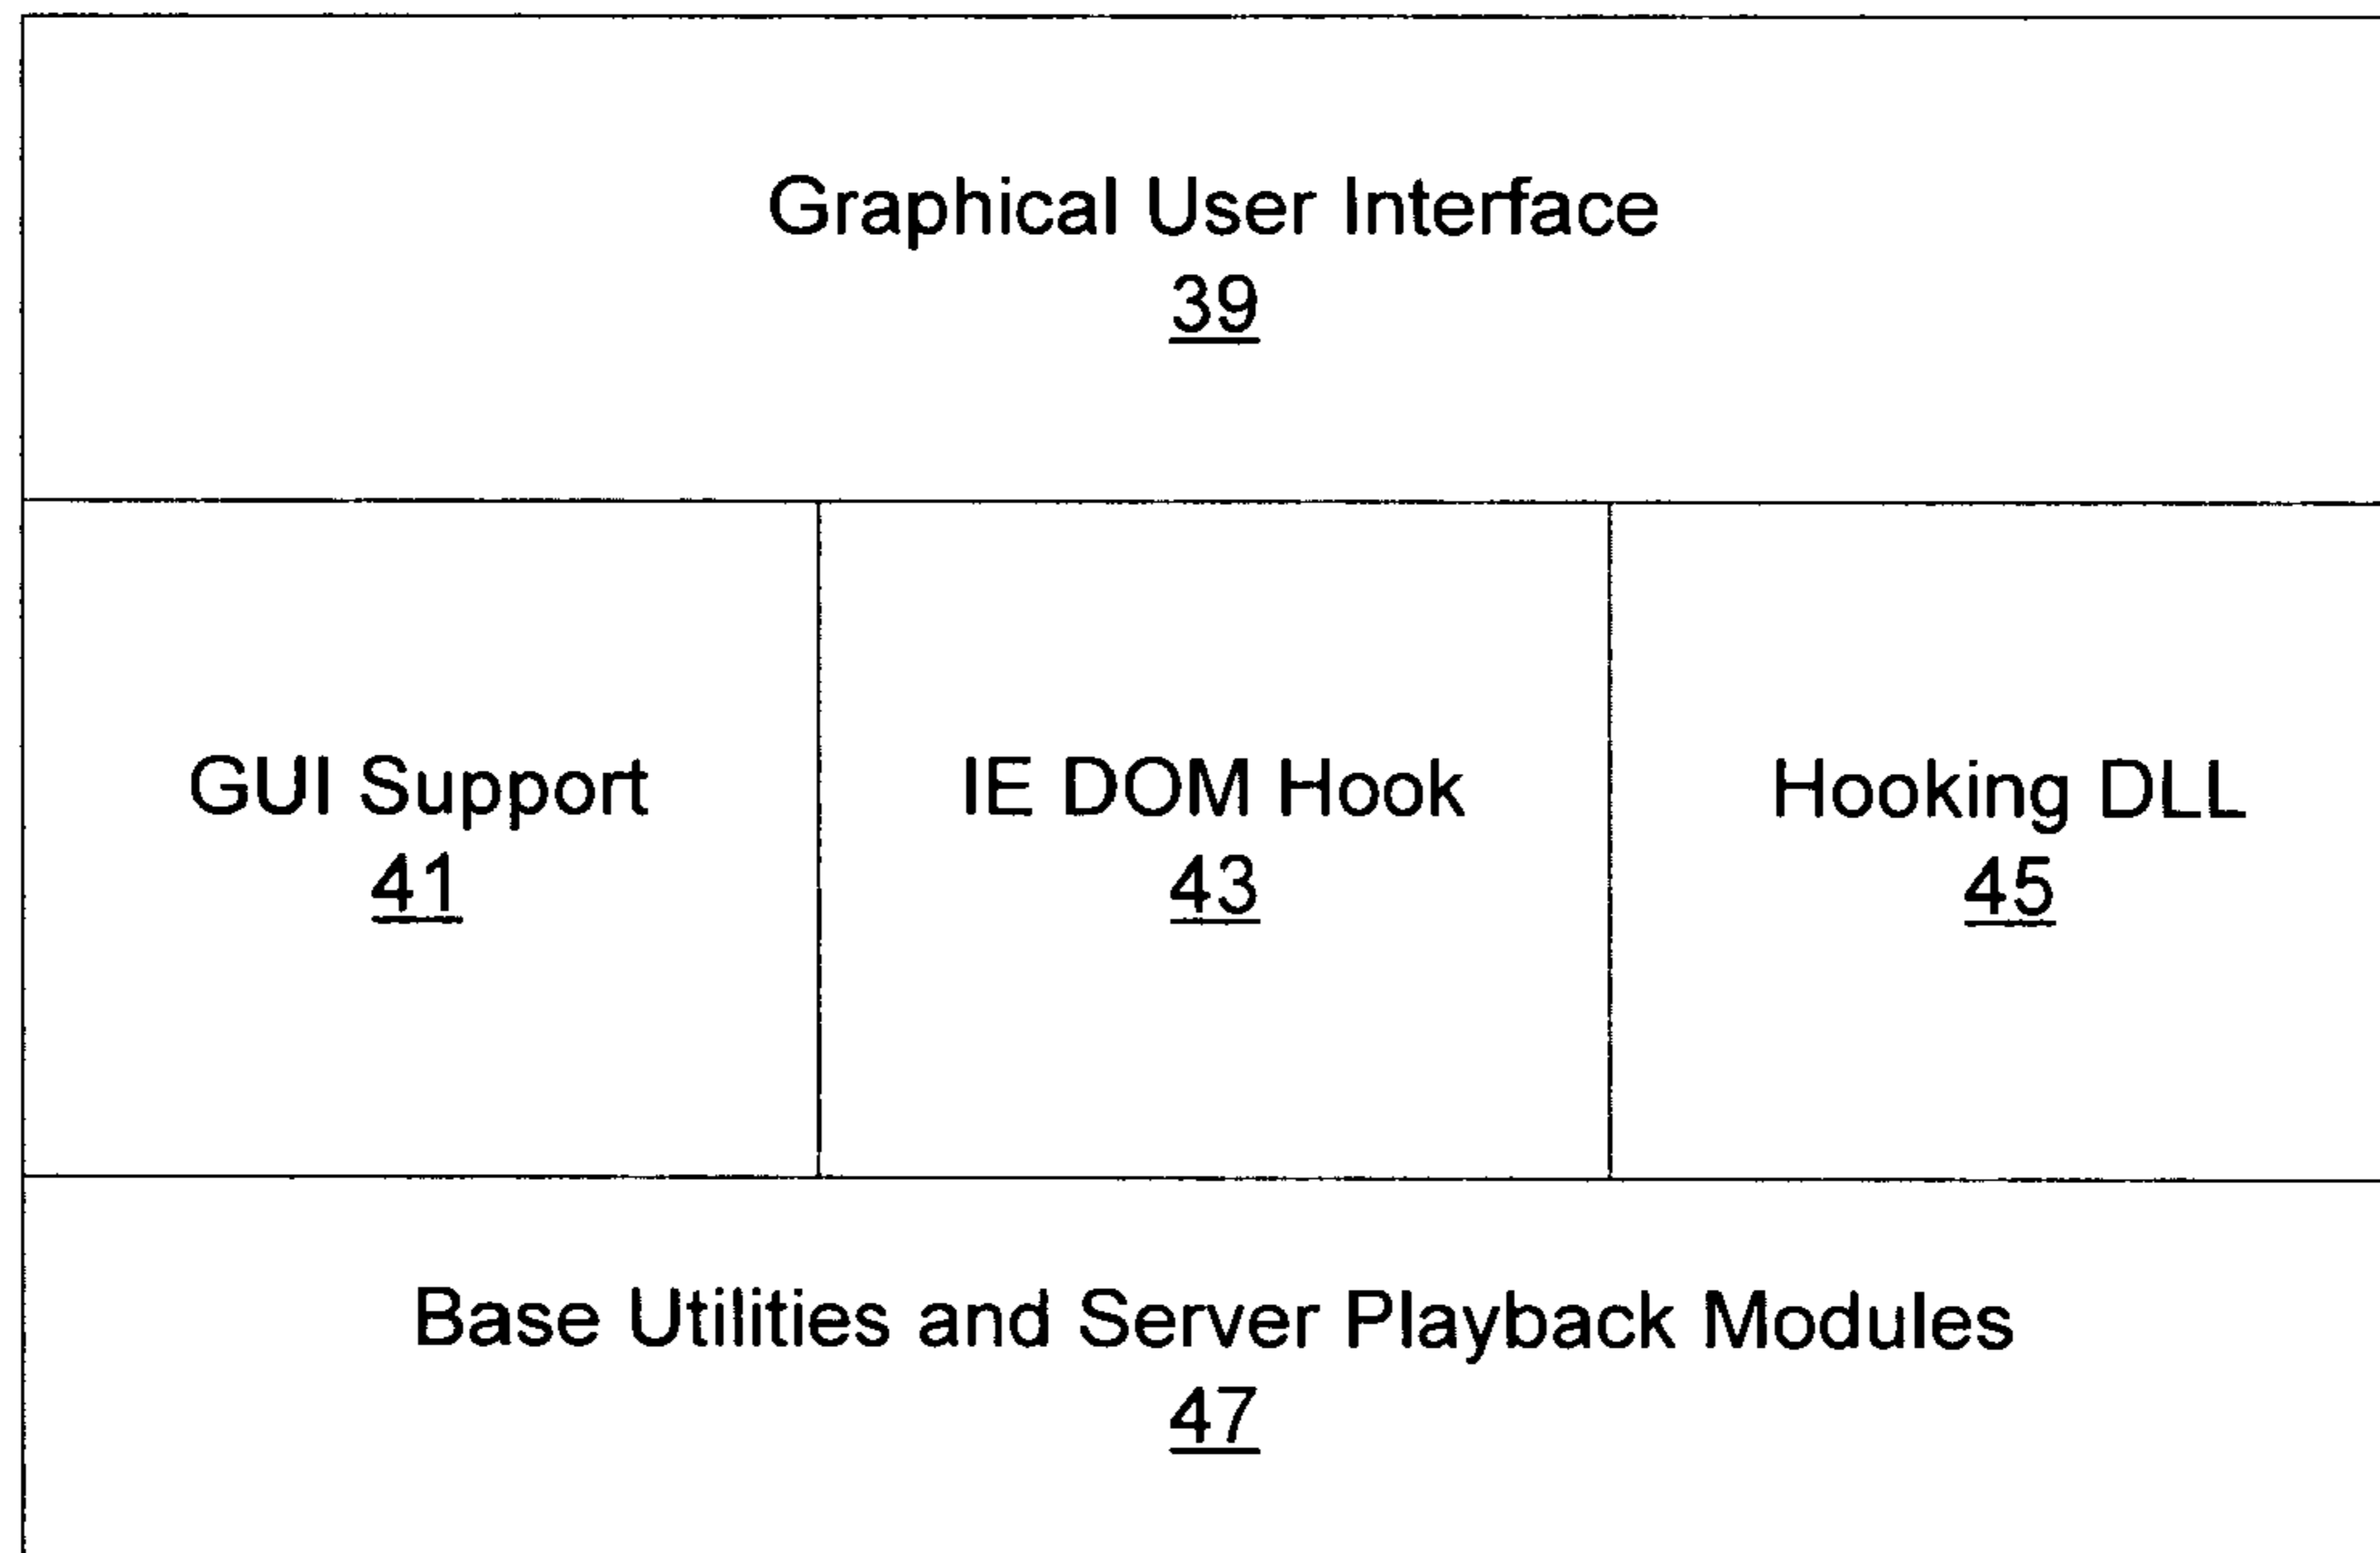 Graphical User Interface
39
GUI Support
41
IE DOM Hook
43
Hooking DLL
45
Base Utilities and Server Playback Modules
47